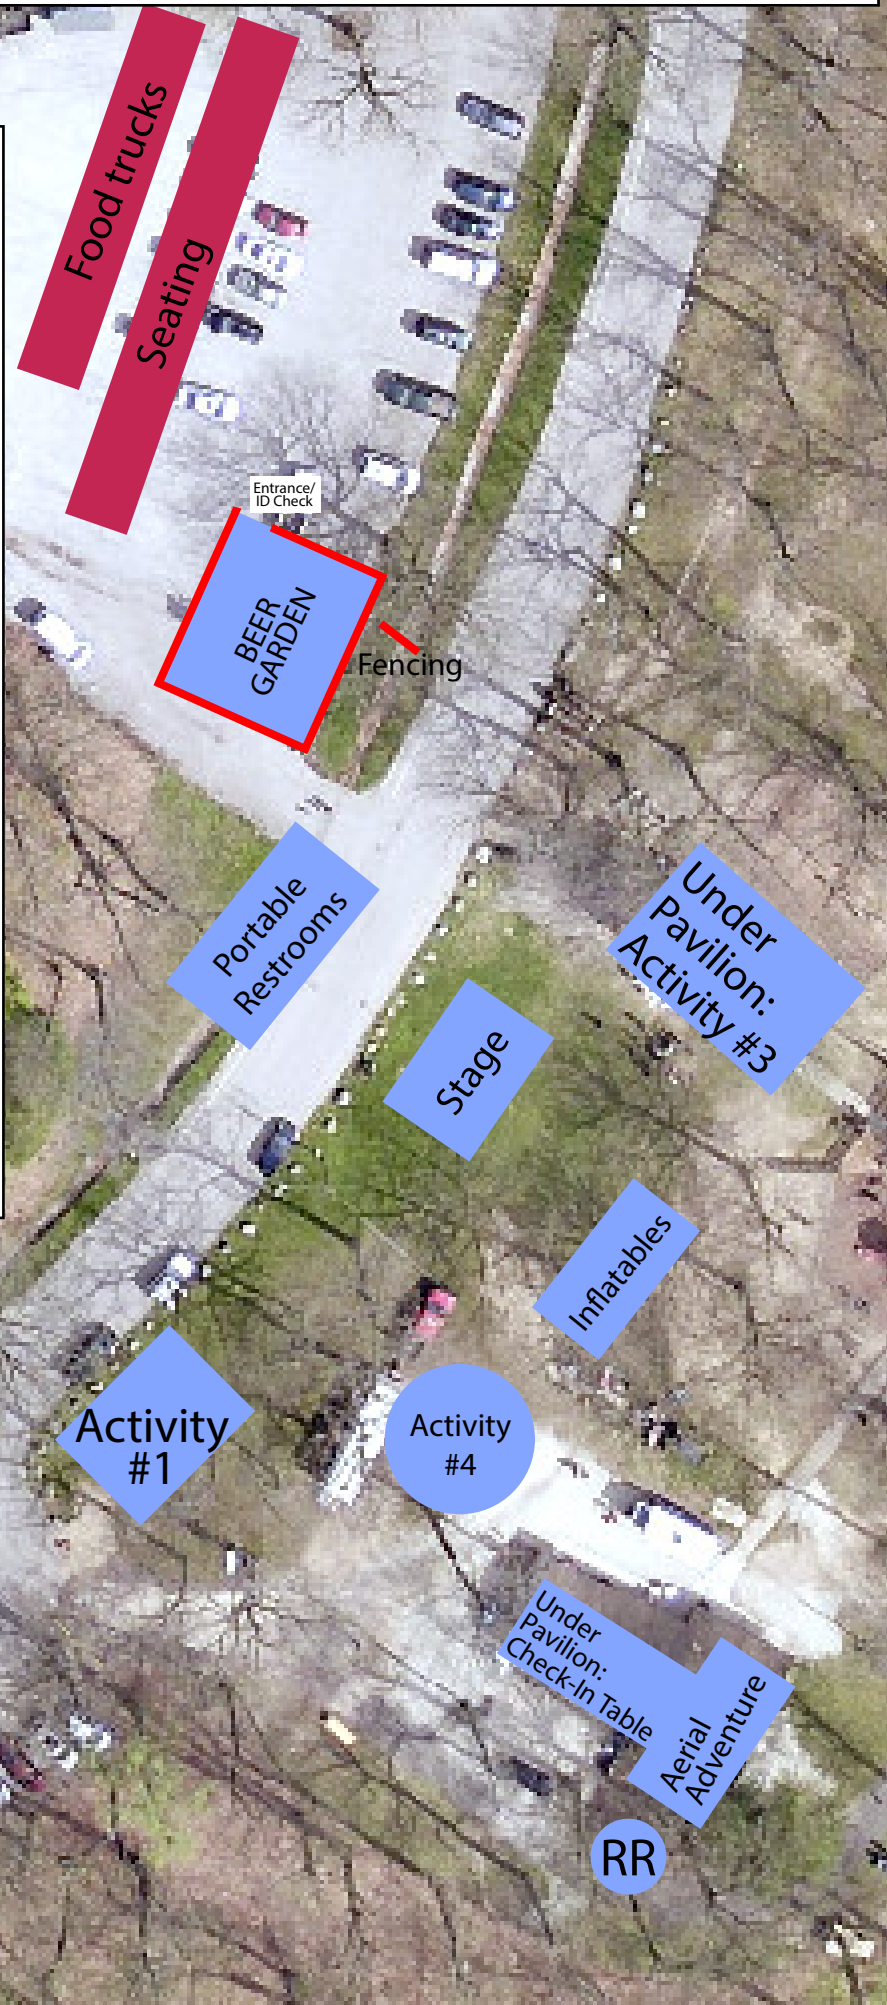 Food trucks
Seating
Entrance/
ID Check
BEER
GARDEN
Fencing
Portable
Restrooms
Under
Pavilion:
Activity #3
Stage
Inflatables
Activity
#1
Activity
#4
Under
Pavilion:
Check-In Table
Aerial
Adventure
RR